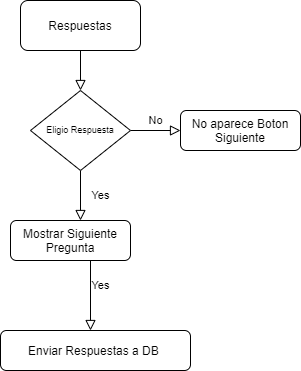 Respuestas
Eligio Respuesta
No
No aparece Boton
Siguiente
Yes
Mostrar Siguiente
Pregunta
Yes
Enviar Respuestas a DB